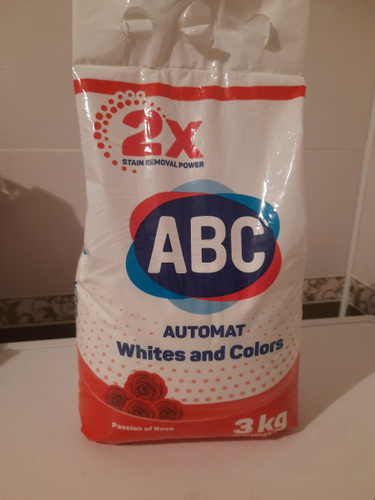 2x
STAIN REMOVAL POWER
ABC
AUTOMAT
Whites and Colors
Passion of Rose
3 kg